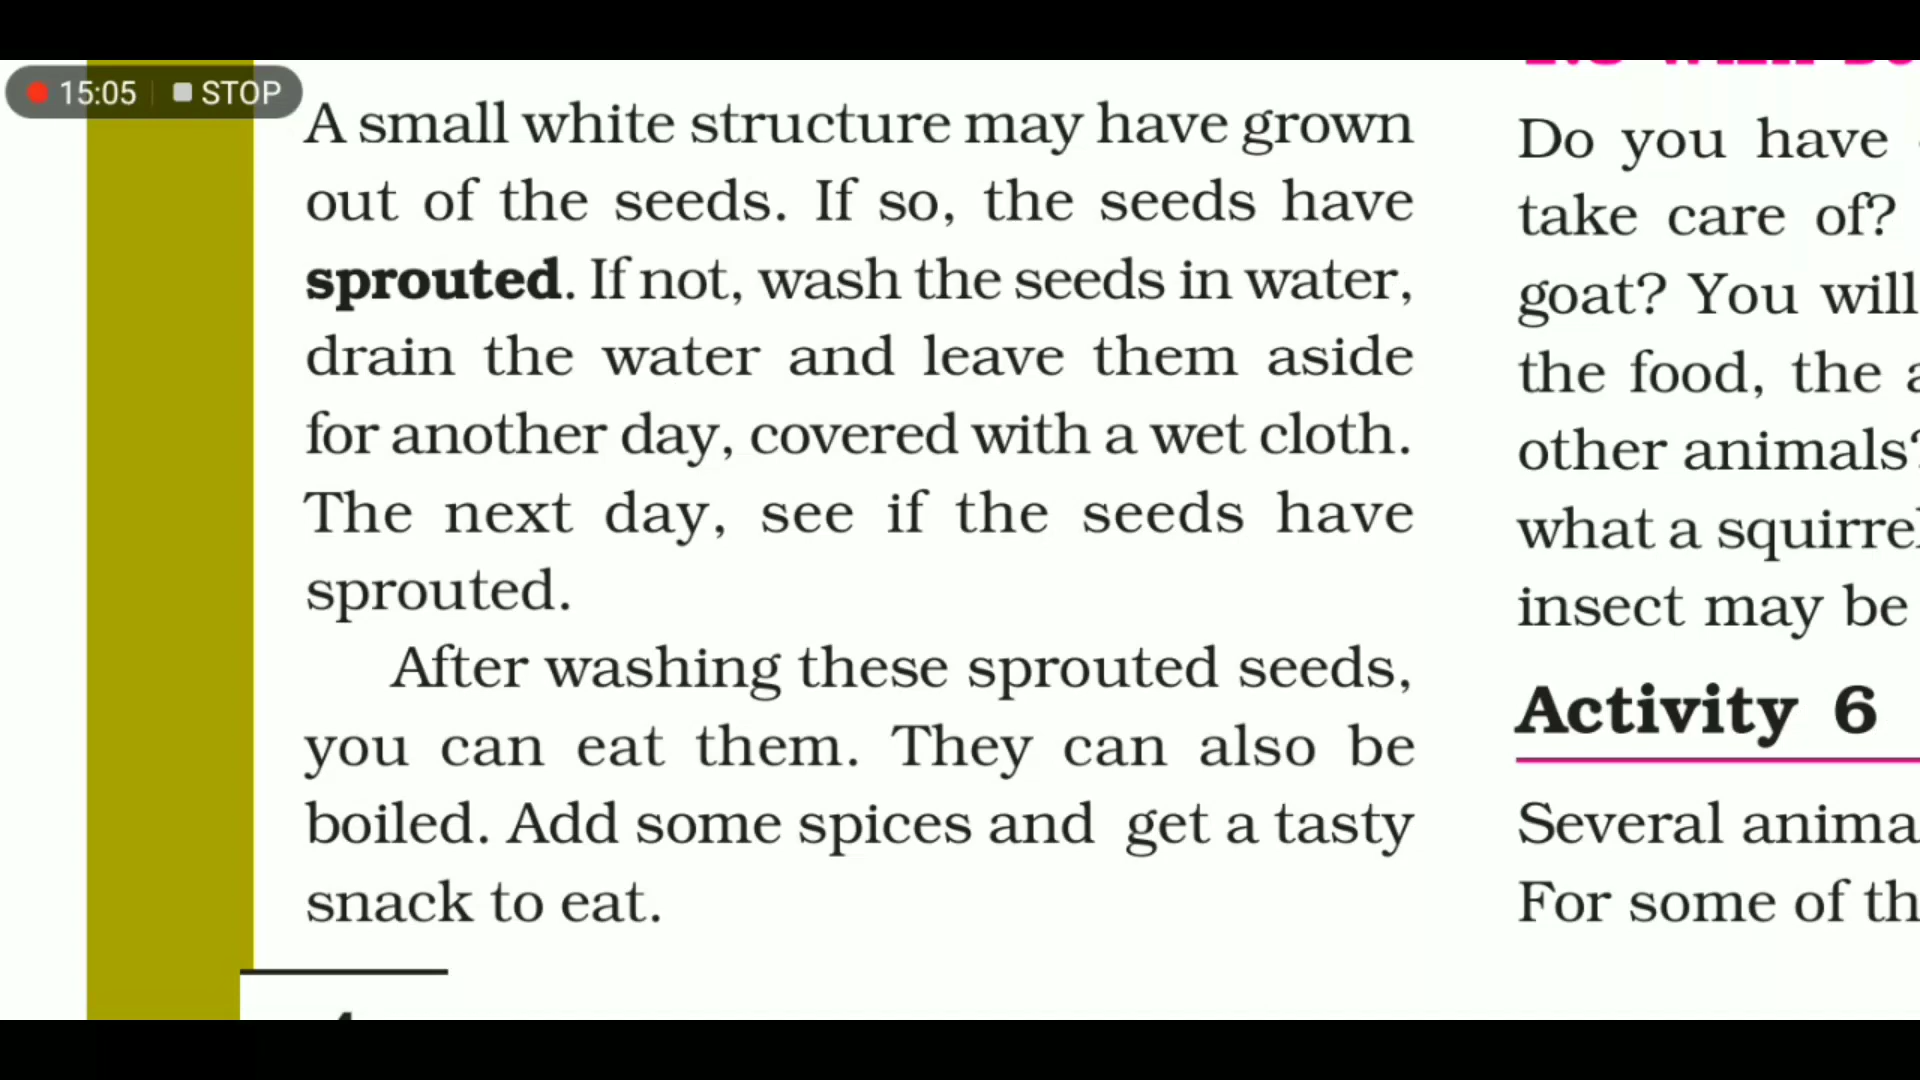 15:05 STOP
A small white structure may have grown
out of the seeds. If so, the seeds have
sprouted. If not, wash the seeds in water,
drain the water and leave them aside
for another day, covered with a wet cloth.
The next day, see if the seeds have
sprouted.
After washing these sprouted seeds,
you can eat them. They can also be
boiled. Add some spices and get a tasty
snack to eat.
Do you have
take care of?
goat? You will
the food, the
other animals?
what a squirrel
insect may be
Activity 6
Several
For some of